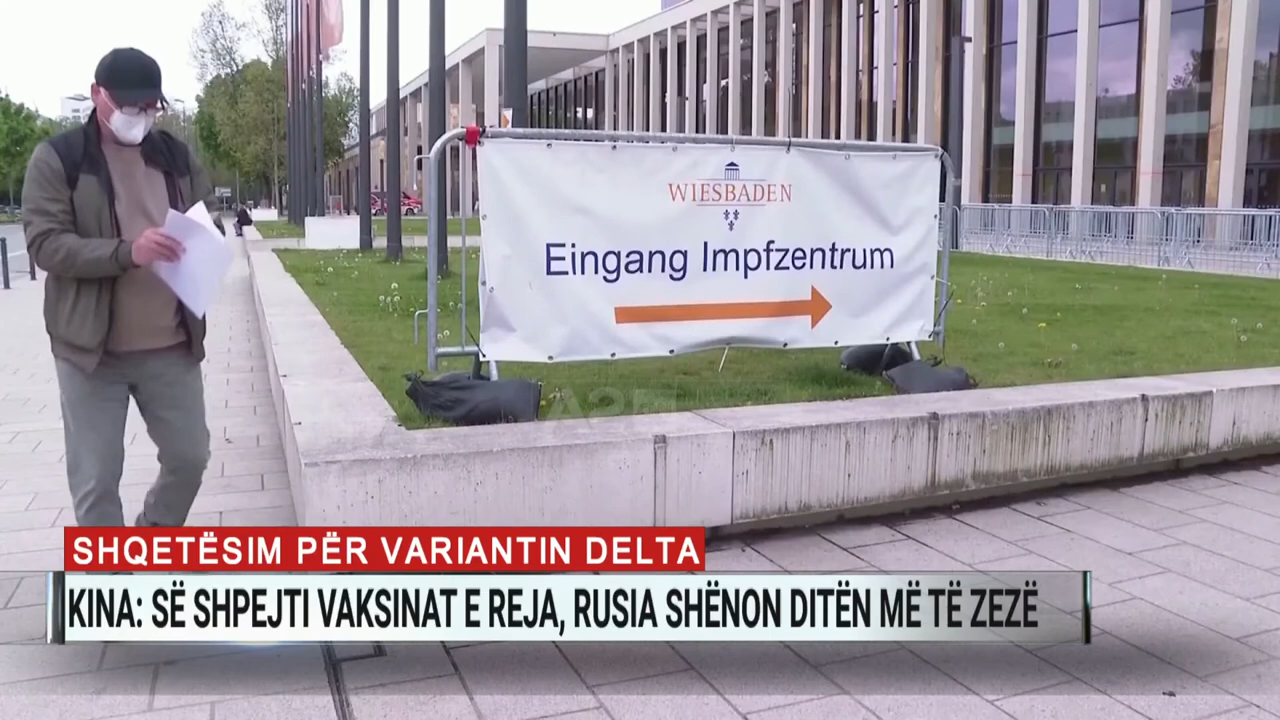 WIESBADEN
Eingang Impfzentrum
SHQETËSIM PËR VARIANTIN DELTA
KINA: SË SHPEJTI VAKSINAT E REJA, RUSIA SHËNON DITËN MË TË ZEZË